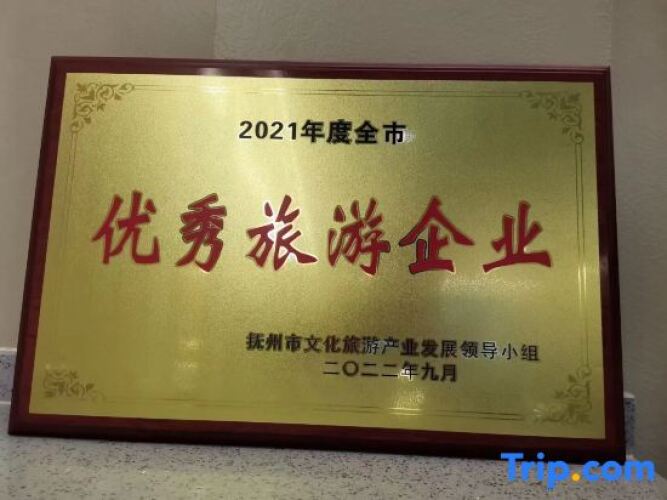 2021年度全市
优秀旅游企业
抚州市文化旅游产业发展领导小组
二〇二二年九月
Trip.com